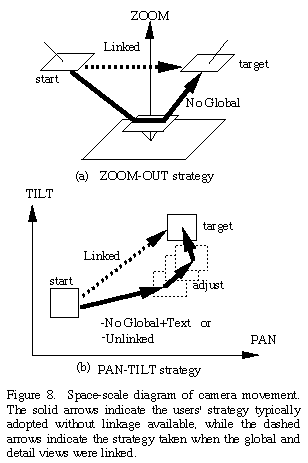 ZOOM
Linked
start
target
No Global
(a) ZOOM-OUT strategy
TILT
target
Linked
start
adjust
-No Global+Text or
-Unlinked
PAN
(b) PAN-TILT strategy
Figure 8. Space-scale diagram of camera movement.
The solid arrows indicate the users' strategy typically
adopted without linkage available, while the dashed
arrows indicate the strategy taken when the global and
detail views were linked.